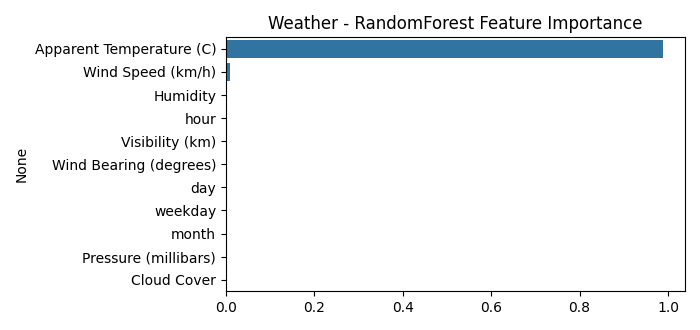 Weather - RandomForest Feature Importance
Apparent Temperature (C)
Wind Speed (km/h)
Humidity
hour
Visibility (km)
Wind Bearing (degrees)
day
weekday
month
Pressure (millibars)
Cloud Cover
None
0.0 0.2 0.4 0.6 0.8 1.0